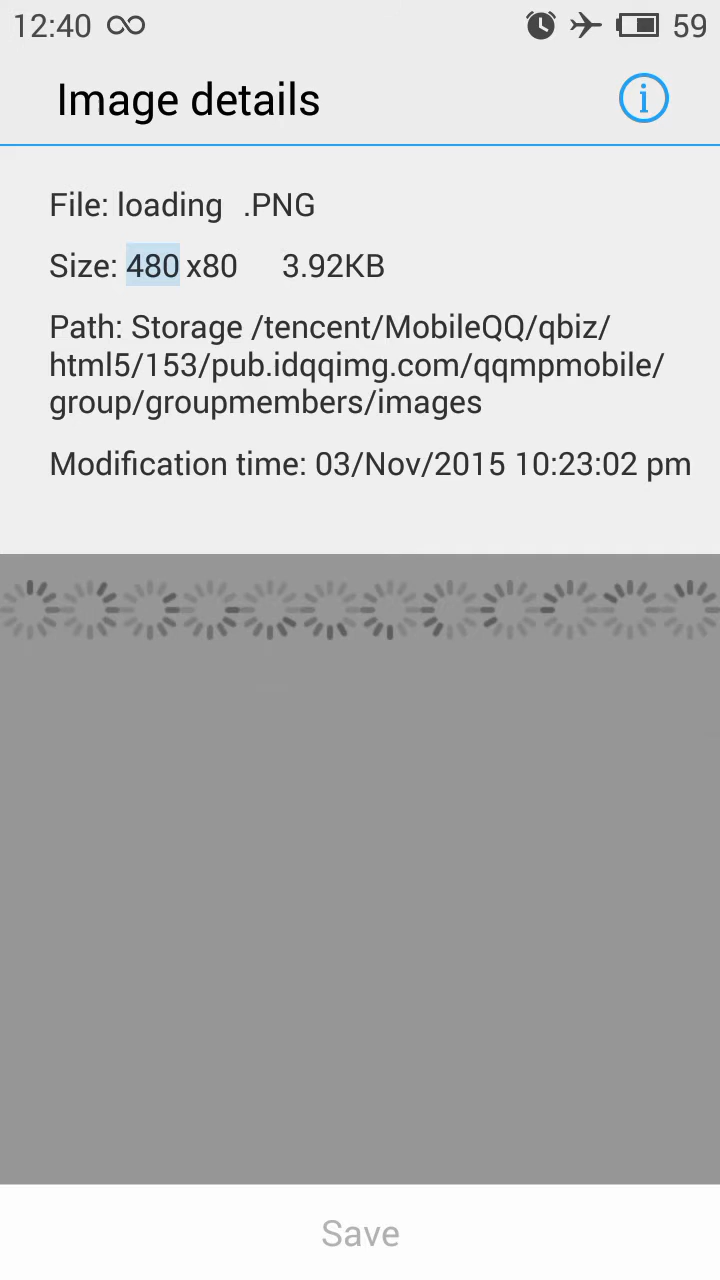 12:40 59
Image details
File: loading .PNG
Size: 480 x80 3.92KB
Path: Storage /tencent/MobileQQ/qbiz/
html5/153/pub.idqqimg.com/qqmpmobile/
group/groupmembers/images
Modification time: 03/Nov/2015 10:23:02 pm
Save